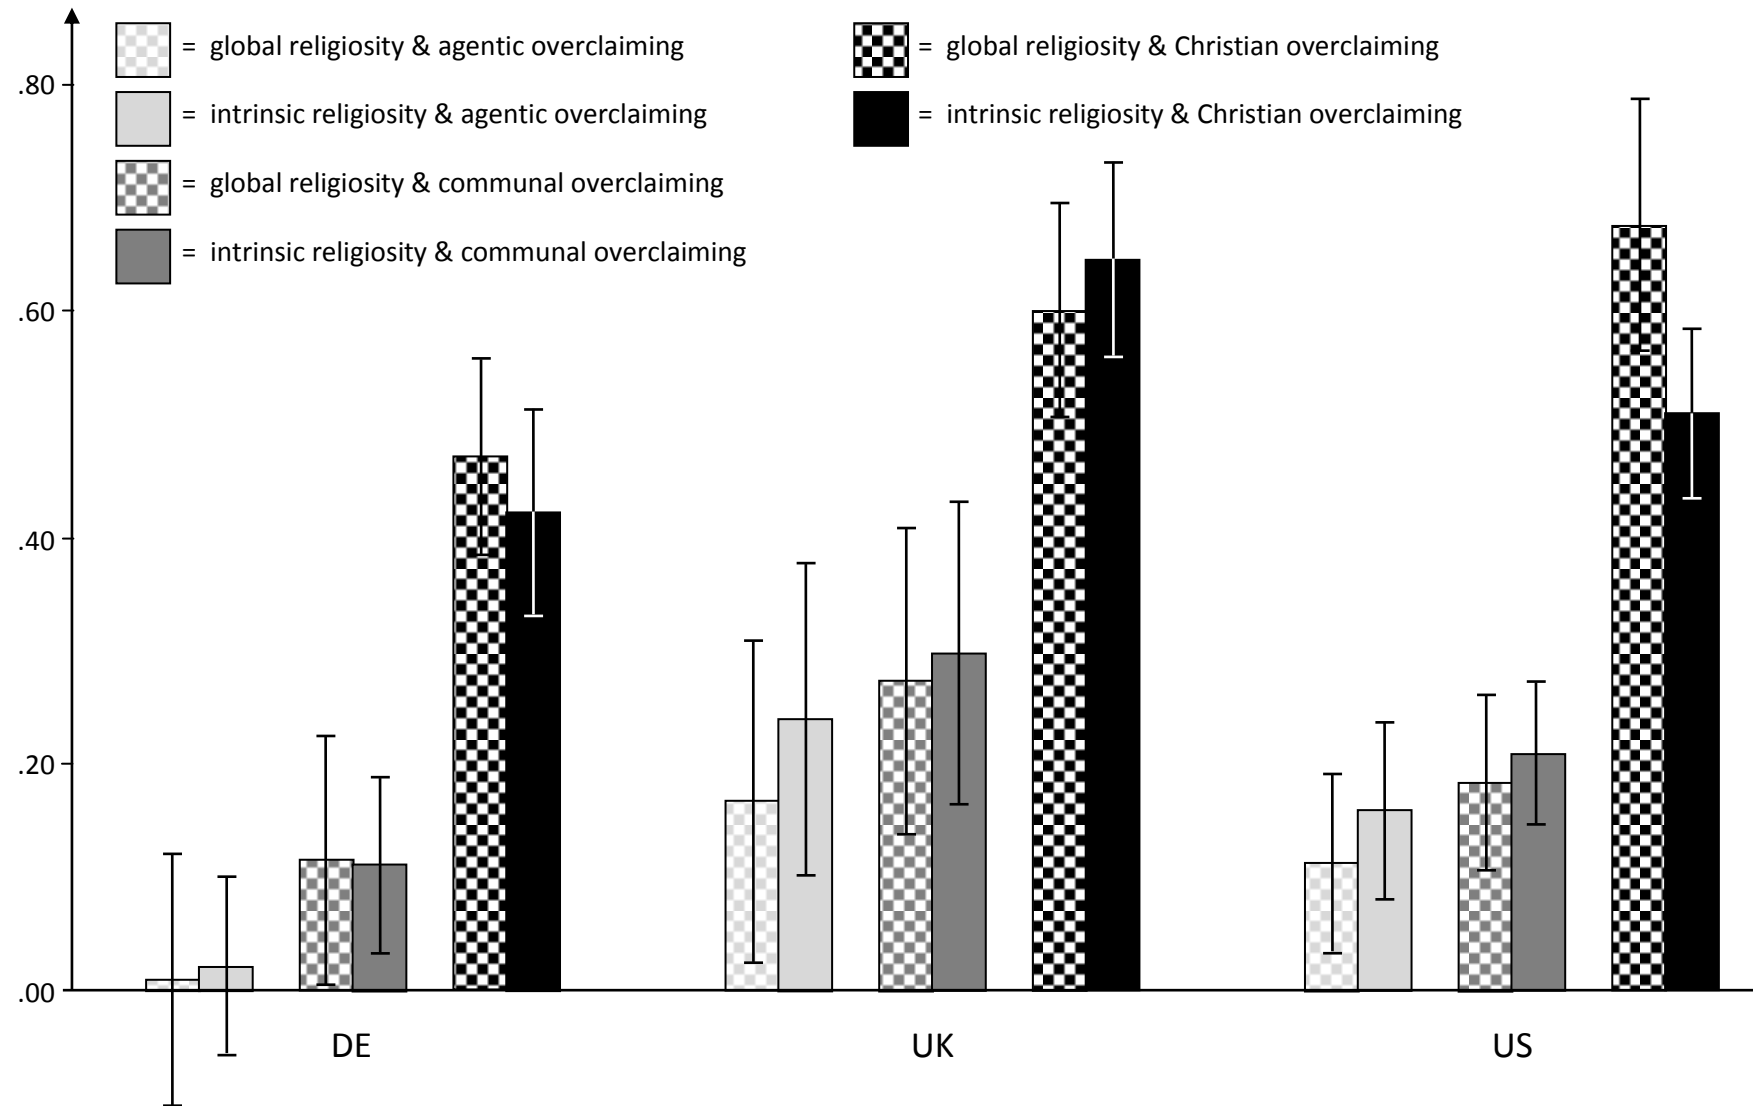 = global religiosity & agentic overclaiming
= intrinsic religiosity & agentic overclaiming
= global religiosity & communal overclaiming
= intrinsic religiosity & communal overclaiming
= global religiosity & Christian overclaiming
= intrinsic religiosity & Christian overclaiming
.80
.60
.40
.20
.00
DE
UK
US